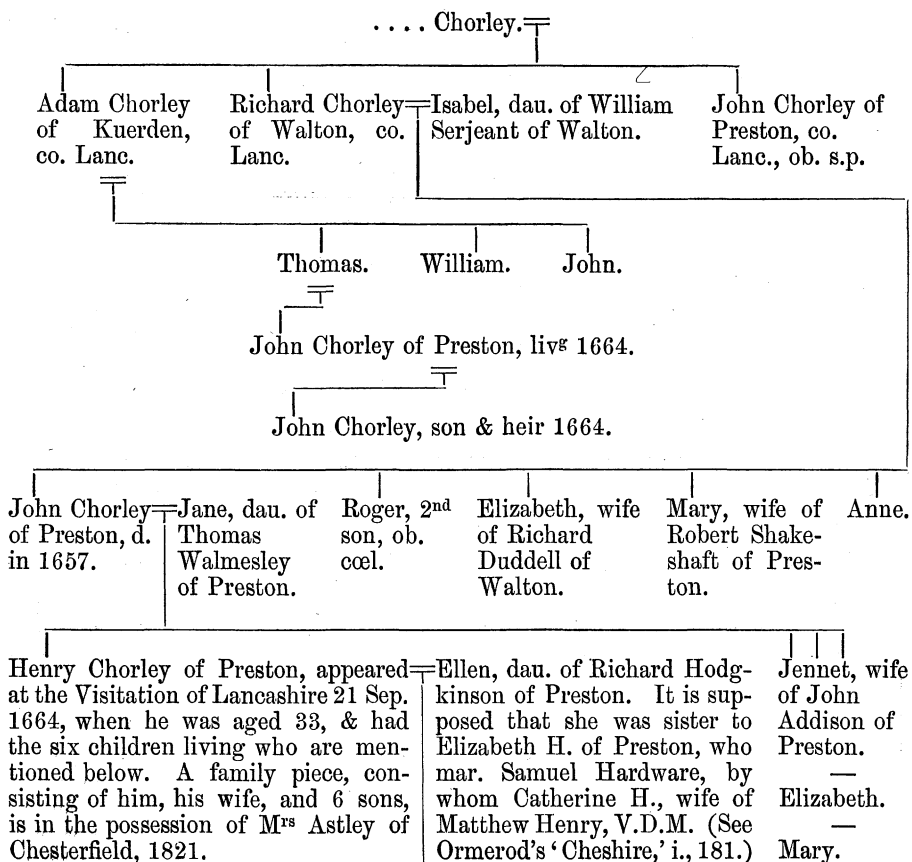 . . . . Chorley.
Adam Chorley
of Kuerden,
co. Lanc.
Richard Chorley
of Walton, co.
Lanc.
Isabel, dau. of William
Serjeant of Walton.
John Chorley of
Preston, co.
Lanc., ob. s.p.
Thomas.
William.
John.
John Chorley of Preston, livᵍ 1664.
John Chorley, son & heir 1664.
John Chorley
of Preston, d.
in 1657.
Jane, dau. of
Thomas
Walmesley
of Preston.
Roger, 2ⁿᵈ
son, ob.
cœl.
Elizabeth, wife
of Richard
Duddell of
Walton.
Mary, wife of
Robert Shake-
shaft of Pres-
ton.
Anne.
Henry Chorley of Preston, appeared
at the Visitation of Lancashire 21 Sep.
1664, when he was aged 33, & had
the six children living who are men-
tioned below. A family piece, con-
sisting of him, his wife, and 6 sons,
is in the possession of Mʳˢ Astley of
Chesterfield, 1821.
Ellen, dau. of Richard Hodg-
kinson of Preston. It is sup-
posed that she was sister to
Elizabeth H. of Preston, who
mar. Samuel Hardware, by
whom Catherine H., wife of
Matthew Henry, V.D.M. (See
Ormerod's ‘Cheshire,’ i., 181.)
Jennet, wife
of John
Addison of
Preston.
—
Elizabeth.
—
Mary.